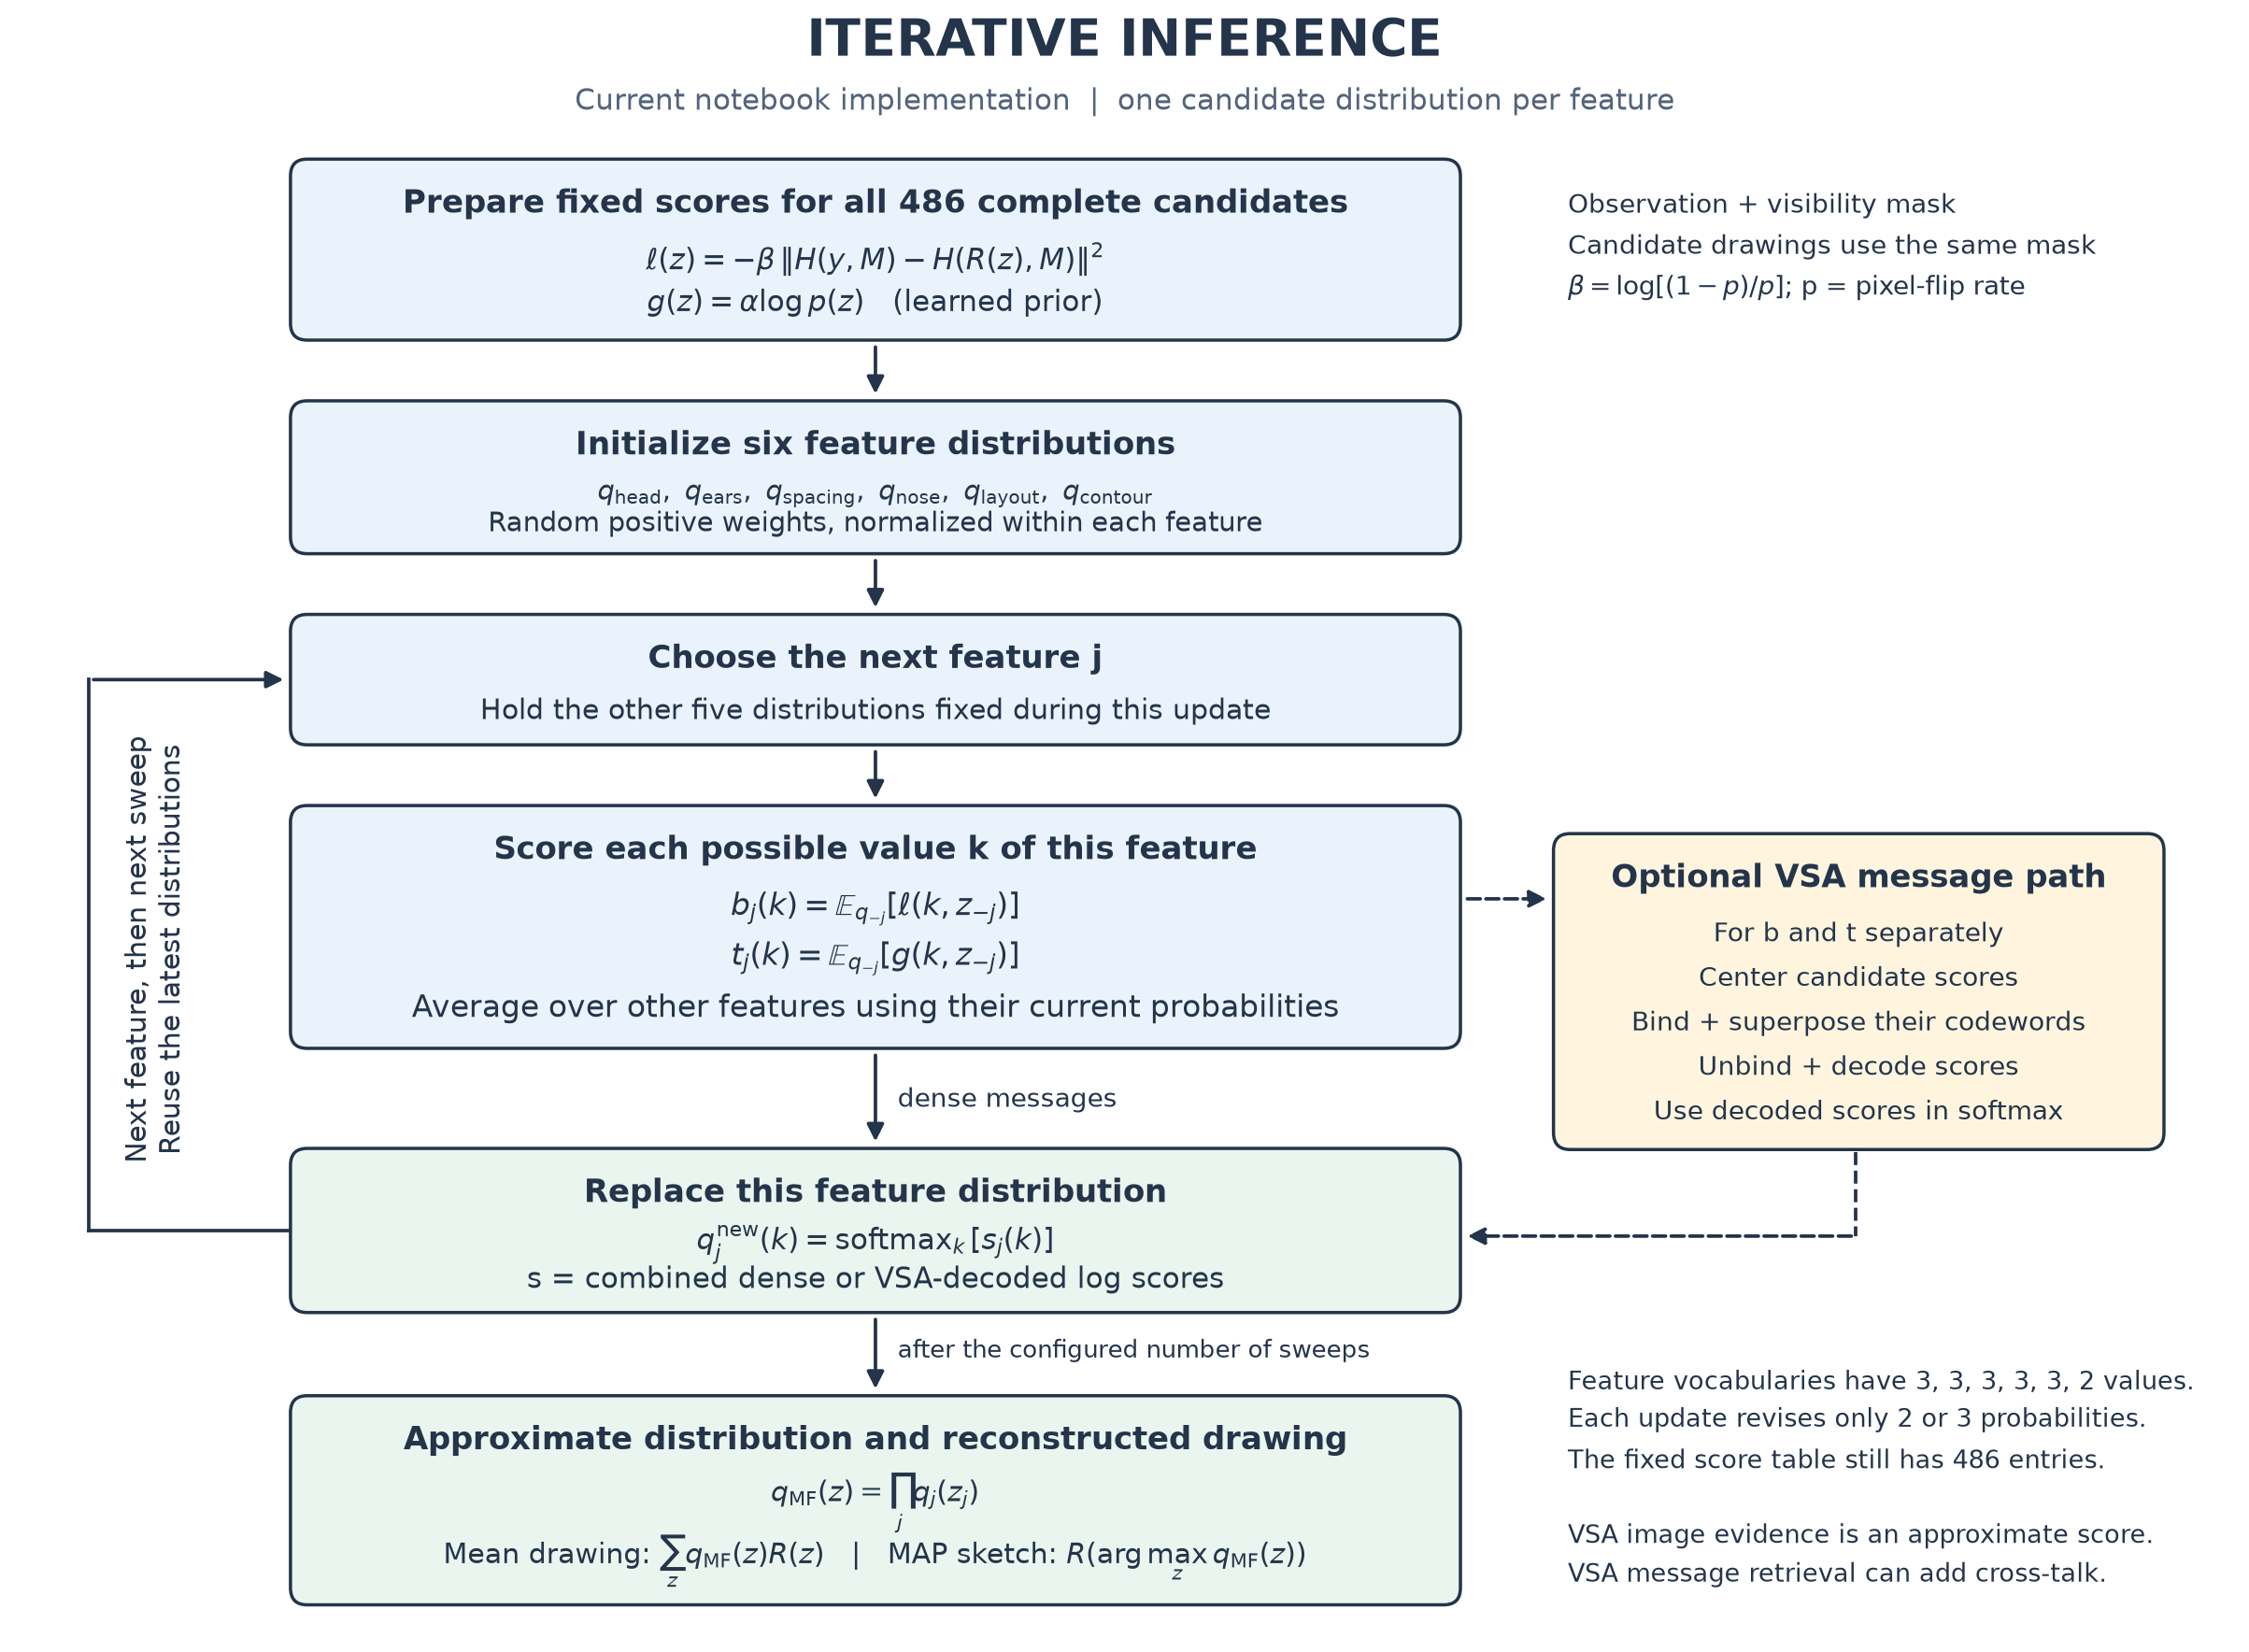 ITERATIVE INFERENCE
Current notebook implementation | one candidate distribution per feature
Prepare fixed scores for all 486 complete candidates
ℓ(z) = −β ‖H(y, M) − H(R(z), M)‖²
g(z) = α log p(z) (learned prior)
Observation + visibility mask
Candidate drawings use the same mask
β = log[(1 − p)/p]; p = pixel-flip rate
Initialize six feature distributions
q_head, q_ears, q_spacing, q_nose, q_layout, q_contour
Random positive weights, normalized within each feature
Choose the next feature j
Hold the other five distributions fixed during this update
Next feature, then next sweep
Reuse the latest distributions
Score each possible value k of this feature
b_j(k) = 𝔼_{q_{−j}}[ℓ(k, z_{−j})]
t_j(k) = 𝔼_{q_{−j}}[g(k, z_{−j})]
Average over other features using their current probabilities
Optional VSA message path
For b and t separately
Center candidate scores
Bind + superpose their codewords
Unbind + decode scores
Use decoded scores in softmax
dense messages
Replace this feature distribution
q_j^new(k) = softmax_k [s_j(k)]
s = combined dense or VSA-decoded log scores
after the configured number of sweeps
Approximate distribution and reconstructed drawing
q_MF(z) = ∏_j q_j(z_j)
Mean drawing: ∑_z q_MF(z)R(z) | MAP sketch: R(arg max_z q_MF(z))
Feature vocabularies have 3, 3, 3, 3, 3, 2 values.
Each update revises only 2 or 3 probabilities.
The fixed score table still has 486 entries.
VSA image evidence is an approximate score.
VSA message retrieval can add cross-talk.